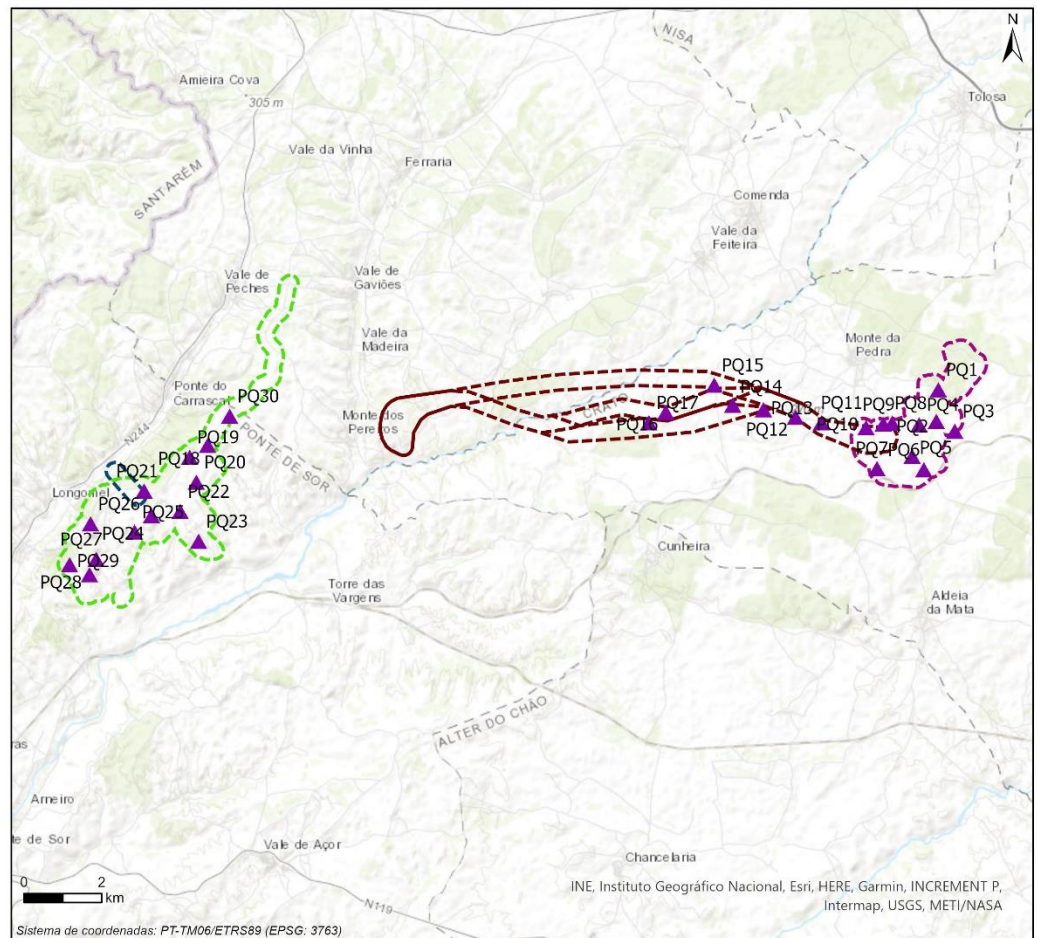 N
NISA
Amieira Cova
305 m
Tolosa
Vale da Vinha
Ferraria
SANTARÉM
Comenda
Vale da
Feiteira
Vale de
Peches
Vale de
Gaviões
Vale da
Madeira
Monte da
Pedra
PQ1
PQ15
PQ14
Ponte do
Carrascal
PQ30
CRATO
PQ17
PQ13
PQ11
PQ9
PQ8
PQ4
PQ3
Monte dos
Pereiros
PQ16
PQ12
PQ10
PQ2
N244
PONTE DE SOR
PQ19
PQ18
PQ20
PQ7
PQ6
PQ5
PQ21
Longomel
PQ26
PQ22
PQ25
PQ23
PQ27
PQ24
PQ29
PQ28
Cunheira
Torre das
Vargens
Aldeia
da Mata
ALTER DO CHÃO
ras
Arneiro
te de Sor
Vale de Açor
Chancelaria
0 2
km
N119
INE, Instituto Geográfico Nacional, Esri, HERE, Garmin, INCREMENT P,
Intermap, USGS, METI/NASA
Sistema de coordenadas: PT-TM06/ETRS89 (EPSG: 3763)